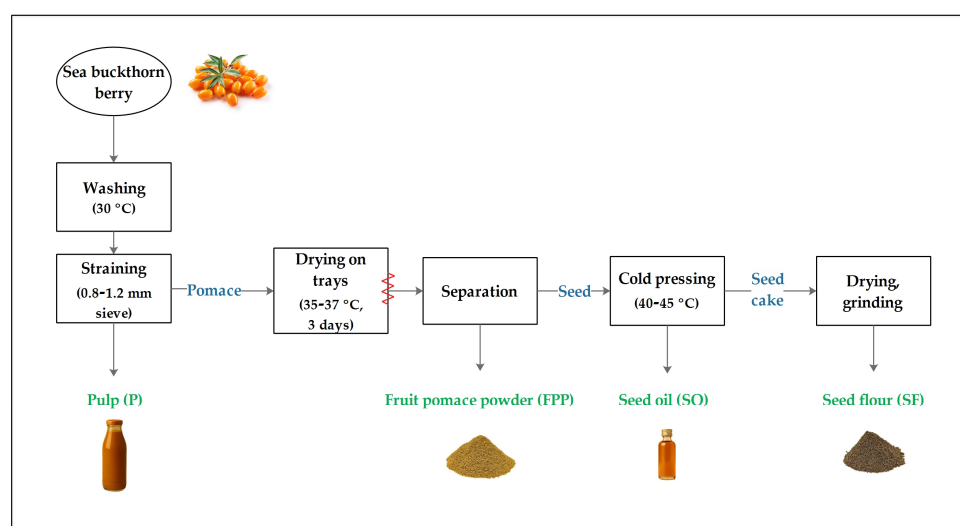 Sea buckthorn
berry
Washing
(30 °C)
Straining
(0.8-1.2 mm
sieve)
Pomace
Drying on
trays
(35-37 °C,
3 days)
Separation
Seed
Cold pressing
(40-45 °C)
Seed
cake
Drying,
grinding
Pulp (P)
Fruit pomace powder (FPP)
Seed oil (SO)
Seed flour (SF)